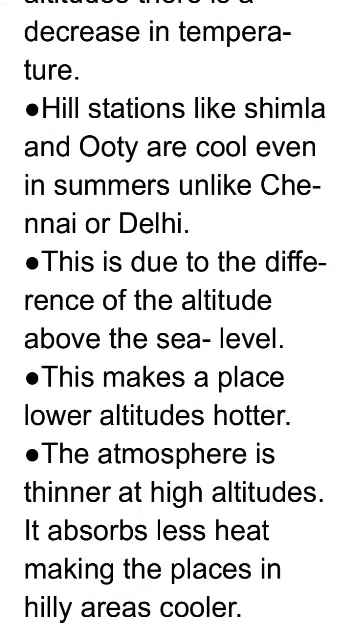 decrease in tempera-
ture.
●Hill stations like shimla
and Ooty are cool even
in summers unlike Che-
nnai or Delhi.
●This is due to the diffe-
rence of the altitude
above the sea- level.
●This makes a place
lower altitudes hotter.
●The atmosphere is
thinner at high altitudes.
It absorbs less heat
making the places in
hilly areas cooler.